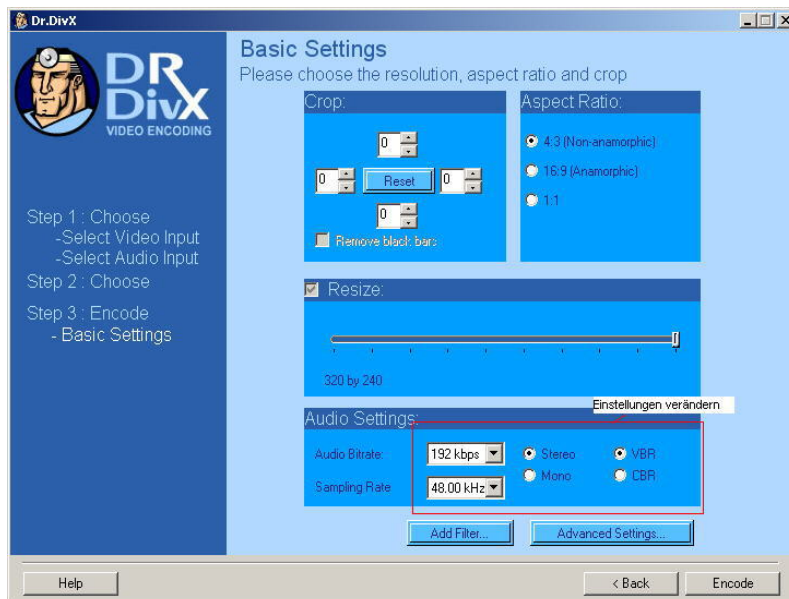 Dr.DivX
DR
DivX
VIDEO ENCODING
Step 1 : Choose
-Select Video Input
-Select Audio Input
Step 2 : Choose
Step 3 : Encode
- Basic Settings
Basic Settings
Please choose the resolution, aspect ratio and crop
Crop:
0
0
Reset
0
0
Remove black bars
Aspect Ratio:
4:3 (Non-anamorphic)
16:9 (Anamorphic)
1:1
Resize:
320 by 240
Einstellungen verändern
Audio Settings:
Audio Bitrate: 192 kbps Stereo VBR
Mono CBR
Sampling Rate 48.00 kHz
Add Filter... Advanced Settings...
Help < Back Encode